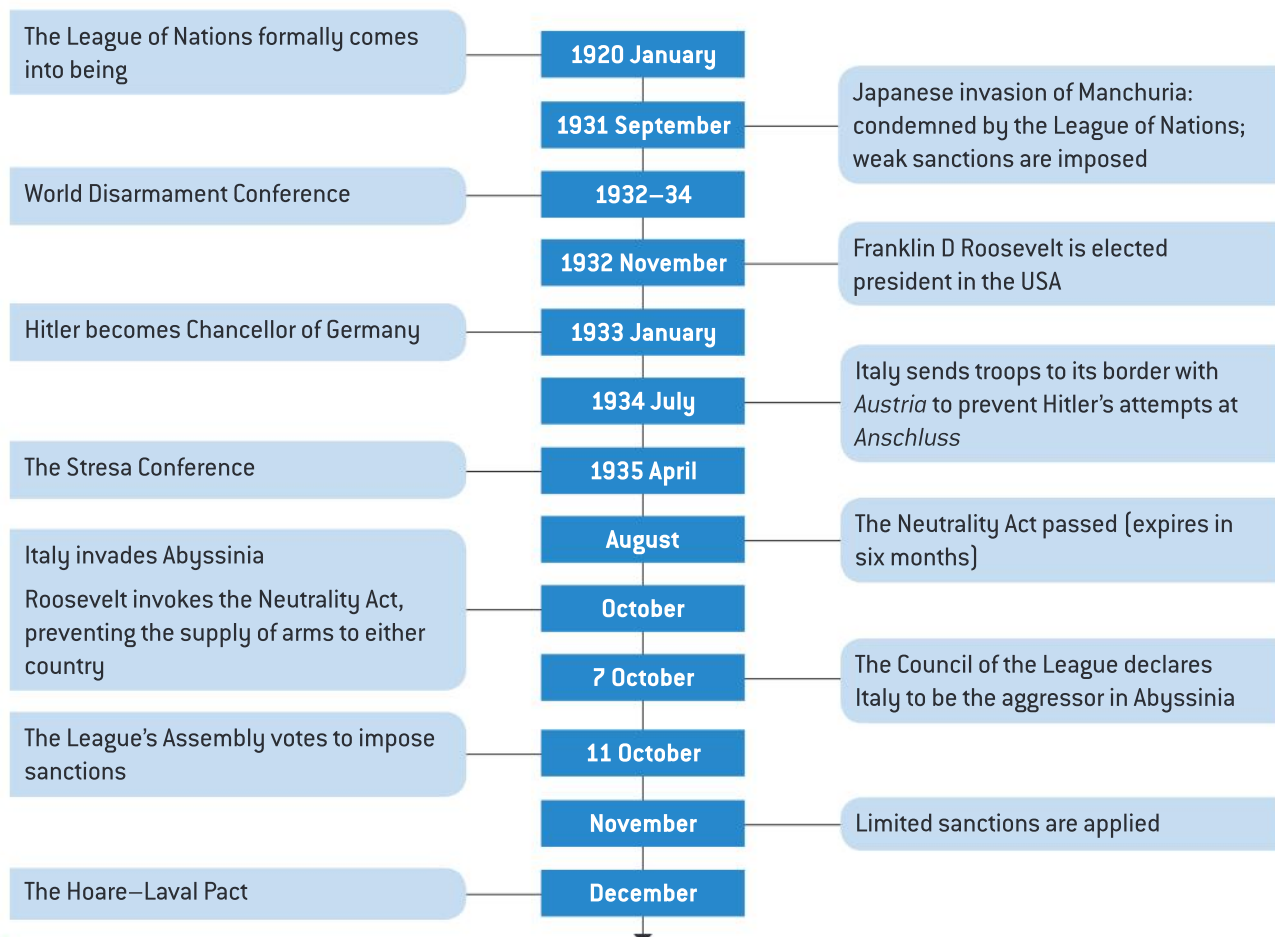 The League of Nations formally comes
into being
1920 January
1931 September
Japanese invasion of Manchuria:
condemned by the League of Nations;
weak sanctions are imposed
World Disarmament Conference
1932–34
1932 November
Franklin D Roosevelt is elected
president in the USA
Hitler becomes Chancellor of Germany
1933 January
1934 July
Italy sends troops to its border with
Austria to prevent Hitler’s attempts at
Anschluss
The Stresa Conference
1935 April
August
The Neutrality Act passed (expires in
six months)
Italy invades Abyssinia
Roosevelt invokes the Neutrality Act,
preventing the supply of arms to either
country
October
7 October
The Council of the League declares
Italy to be the aggressor in Abyssinia
The League’s Assembly votes to impose
sanctions
11 October
November
Limited sanctions are applied
The Hoare–Laval Pact
December